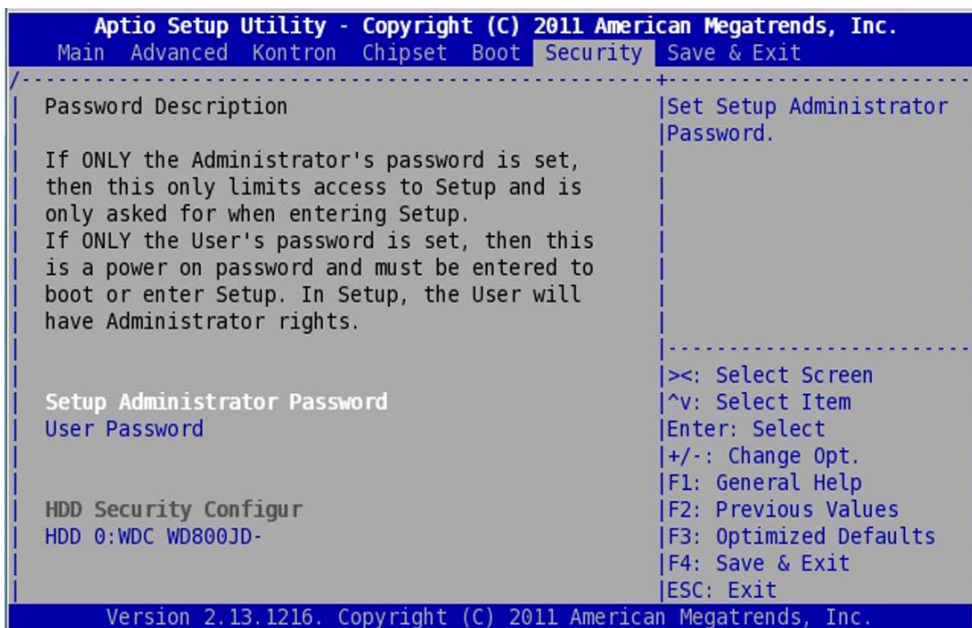 Aptio Setup Utility - Copyright (C) 2011 American Megatrends, Inc.
Main Advanced Kontron Chipset Boot Security Save & Exit
Password Description
If ONLY the Administrator's password is set,
then this only limits access to Setup and is
only asked for when entering Setup.
If ONLY the User's password is set, then this
is a power on password and must be entered to
boot or enter Setup. In Setup, the User will
have Administrator rights.
Setup Administrator Password
User Password
HDD Security Configur
HDD 0:WDC WD800JD-
Set Setup Administrator
Password.
><: Select Screen
^v: Select Item
Enter: Select
+/-: Change Opt.
F1: General Help
F2: Previous Values
F3: Optimized Defaults
F4: Save & Exit
ESC: Exit
Version 2.13.1216. Copyright (C) 2011 American Megatrends, Inc.